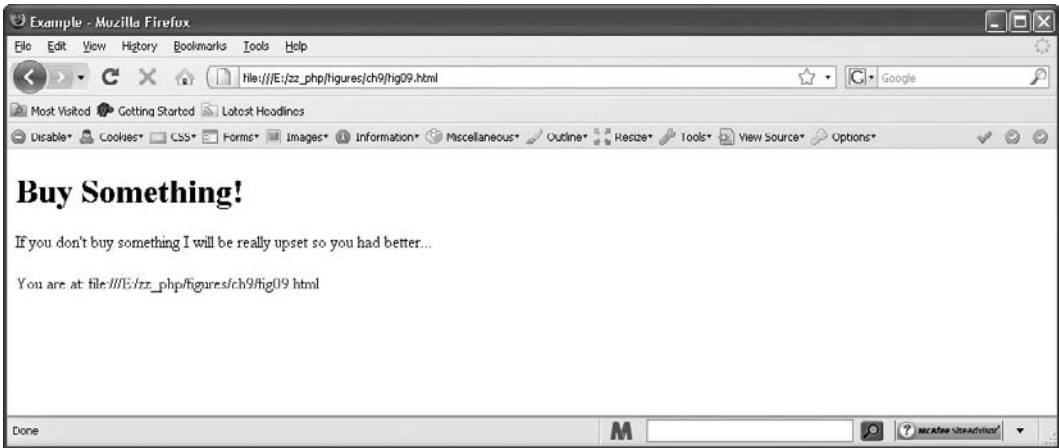 Example - Mozilla Firefox
File Edit View History Bookmarks Tools Help
file:///E:/zz_php/figures/ch9/fig09.html
G Google
Most Visited Getting Started Latest Headlines
Disable Cookies CSS Forms Images Information Miscellaneous Outline Resize Tools View Source Options
Buy Something!
If you don't buy something I will be really upset so you had better...
You are at: file:///E:/zz_php/figures/ch9/fig09.html
Done
M
? McAfee SiteAdvisor